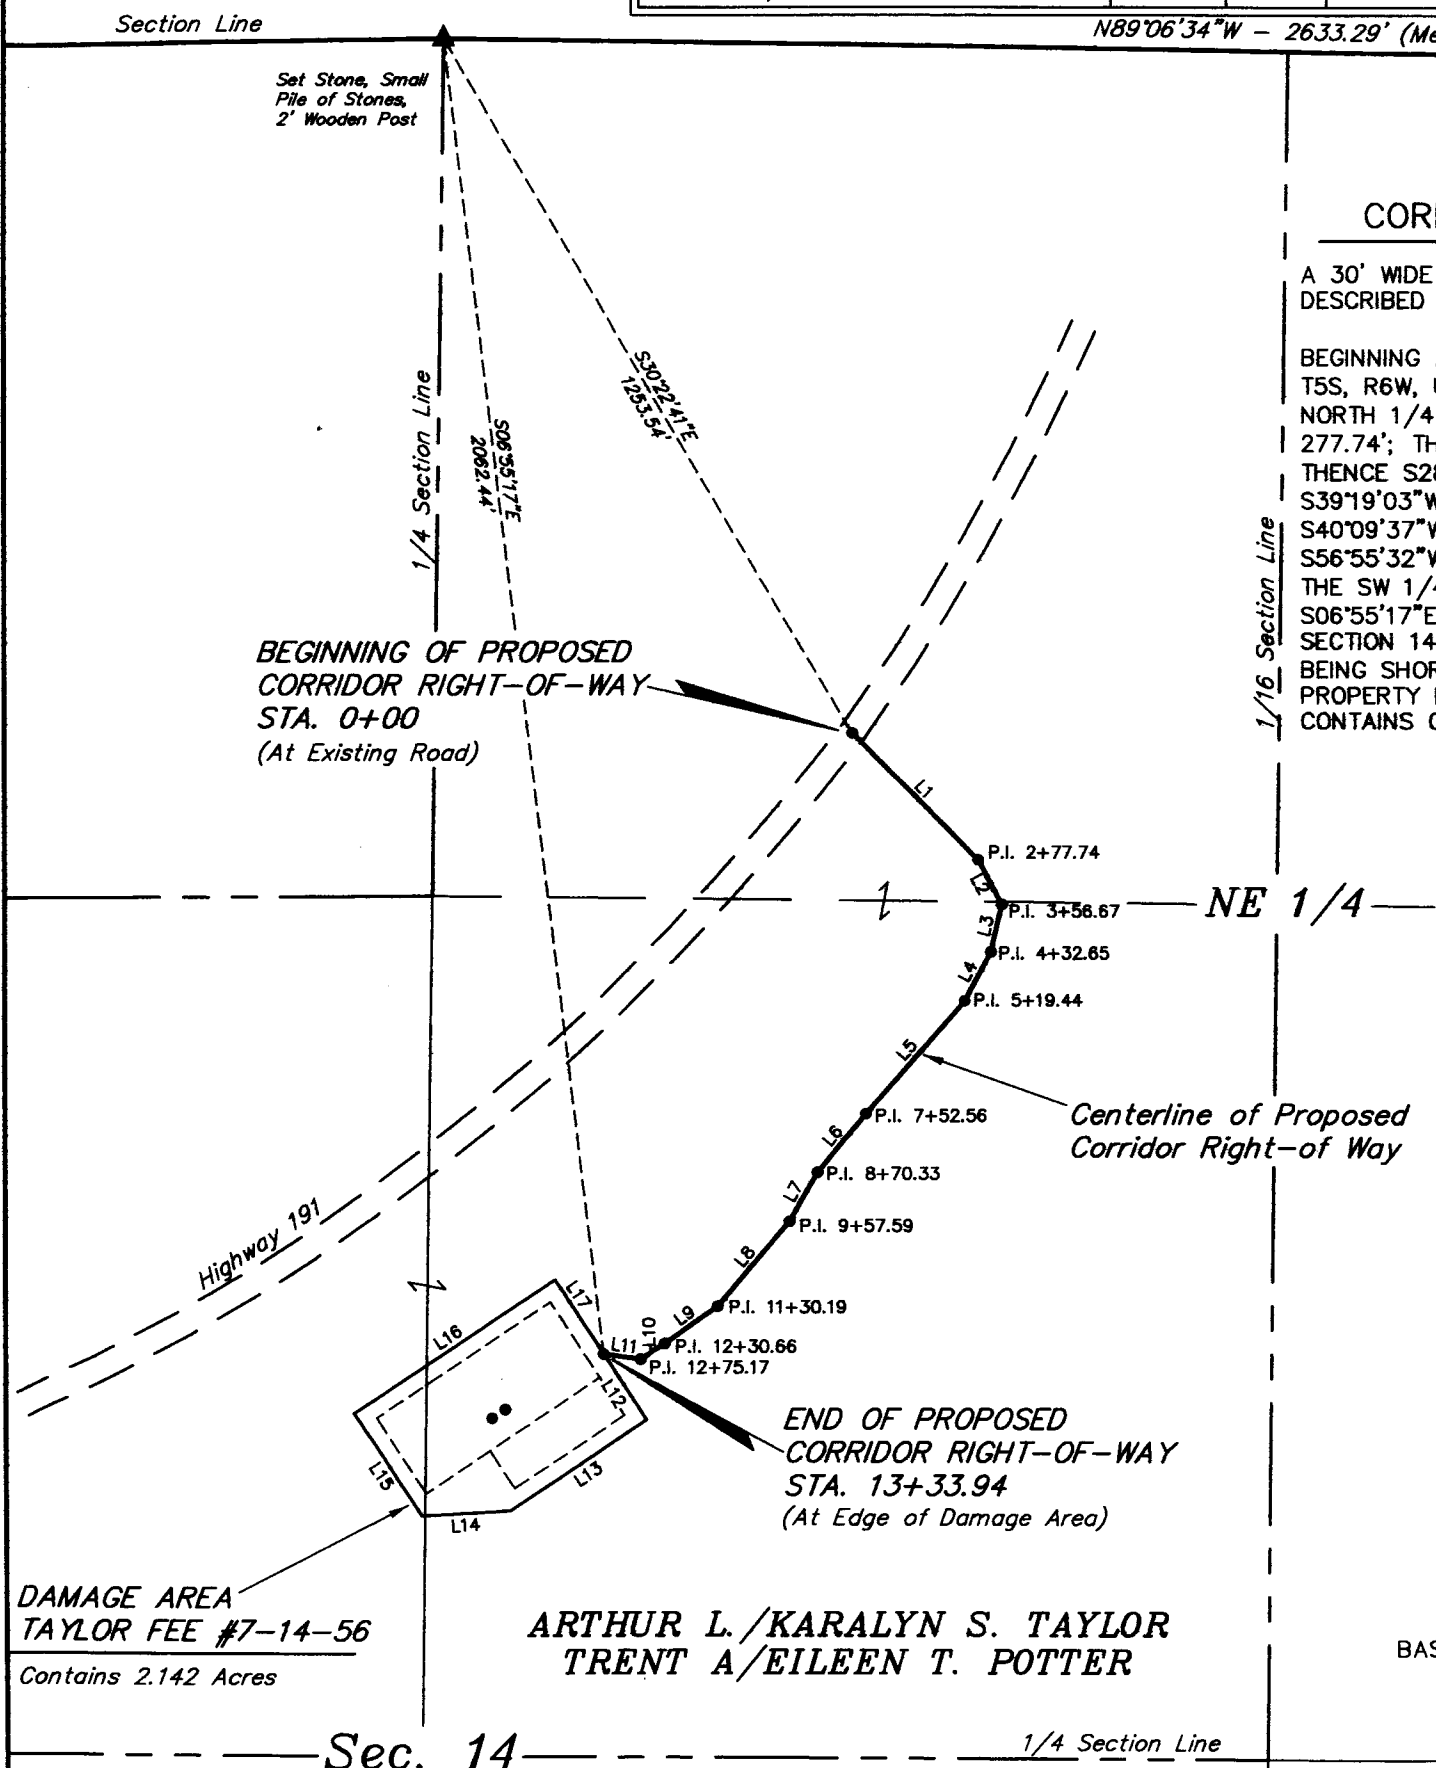 Section Line
N89°06'34"W – 2633.29' (Me
Set Stone, Small
Pile of Stones,
2' Wooden Post
CORR
A 30' WIDE
DESCRIBED
BEGINNING
T5S, R6W,
NORTH 1/4
277.74'; TH
THENCE S28
S39°19'03"W
S40°09'37"W
S56°55'32"W
THE SW 1/4
S06°55'17"E
SECTION 14
BEING SHOR
PROPERTY
CONTAINS
S30°22'41"E
1253.54'
S06°55'17"E
2062.44'
1/4 Section Line
1/16 Section Line
BEGINNING OF PROPOSED
CORRIDOR RIGHT–OF–WAY
STA. 0+00
(At Existing Road)
L1
P.I. 2+77.74
L2
P.I. 3+56.67
NE 1/4
L3
P.I. 4+32.65
L4
P.I. 5+19.44
L5
Centerline of Proposed
Corridor Right–of Way
P.I. 7+52.56
L6
P.I. 8+70.33
L7
P.I. 9+57.59
L8
Highway 191
P.I. 11+30.19
L9
L10
P.I. 12+30.66
L11
P.I. 12+75.17
L17
L16
L12
L13
L15
L14
END OF PROPOSED
CORRIDOR RIGHT–OF–WAY
STA. 13+33.94
(At Edge of Damage Area)
DAMAGE AREA
TAYLOR FEE #7–14–56
Contains 2.142 Acres
ARTHUR L./KARALYN S. TAYLOR
TRENT A/EILEEN T. POTTER
BAS
Sec. 14
1/4 Section Line